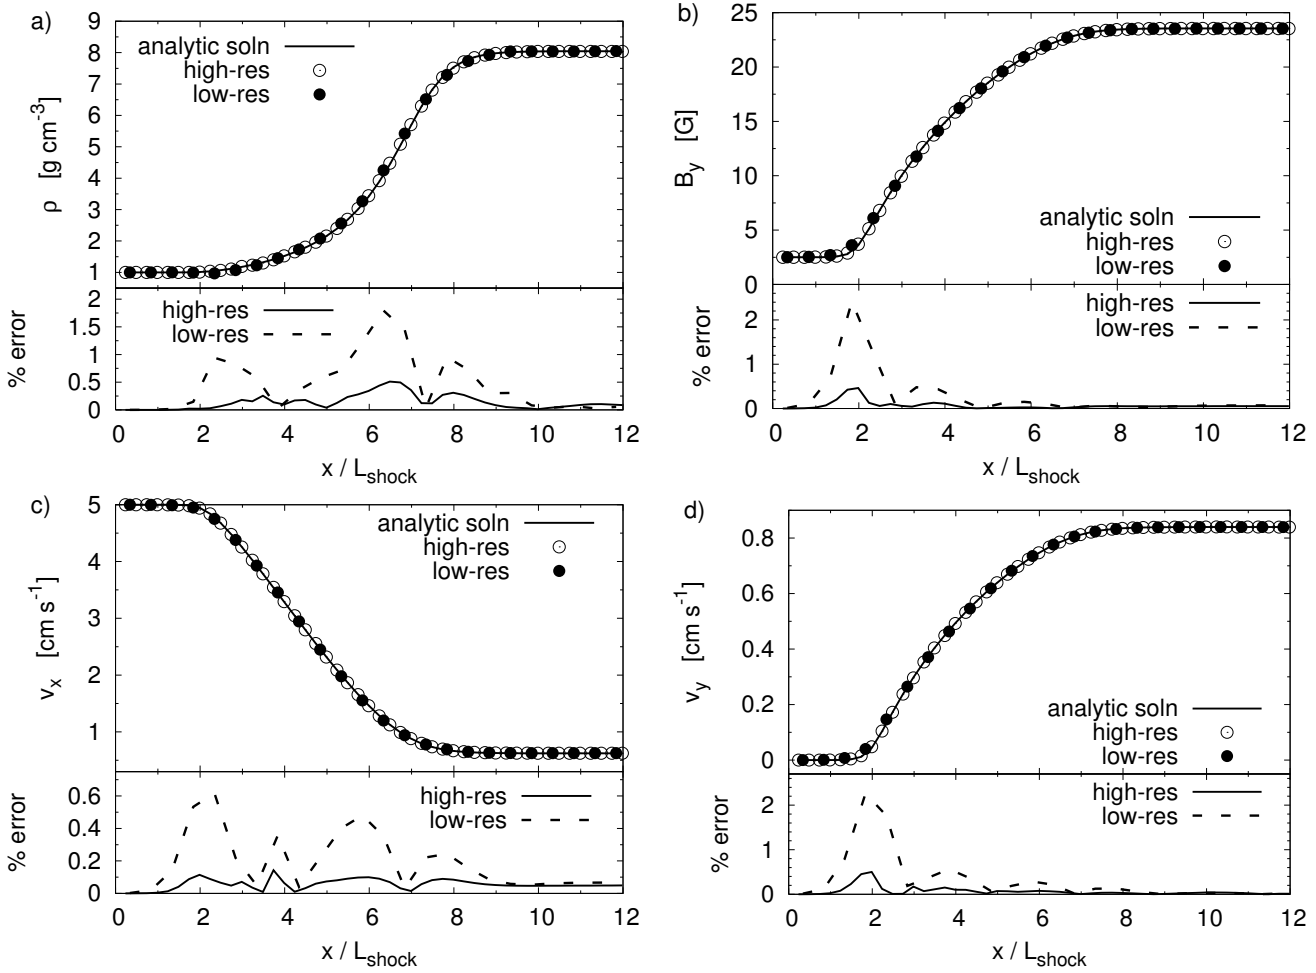 a)
9
8
7
6
5
4
3
2
1
ρ [g cm-3]
analytic soln
high-res
low-res
2
1.5
1
0.5
0
% error
high-res
low-res
0 2 4 6 8 10 12
x / Lshock
b)
25
20
15
10
5
0
By [G]
analytic soln
high-res
low-res
2
1
0
% error
high-res
low-res
0 2 4 6 8 10 12
x / Lshock
c)
5
4
3
2
1
vx [cm s-1]
analytic soln
high-res
low-res
0.6
0.4
0.2
0
% error
high-res
low-res
0 2 4 6 8 10 12
x / Lshock
d)
0.8
0.6
0.4
0.2
0
vy [cm s-1]
analytic soln
high-res
low-res
2
1
0
% error
high-res
low-res
0 2 4 6 8 10 12
x / Lshock